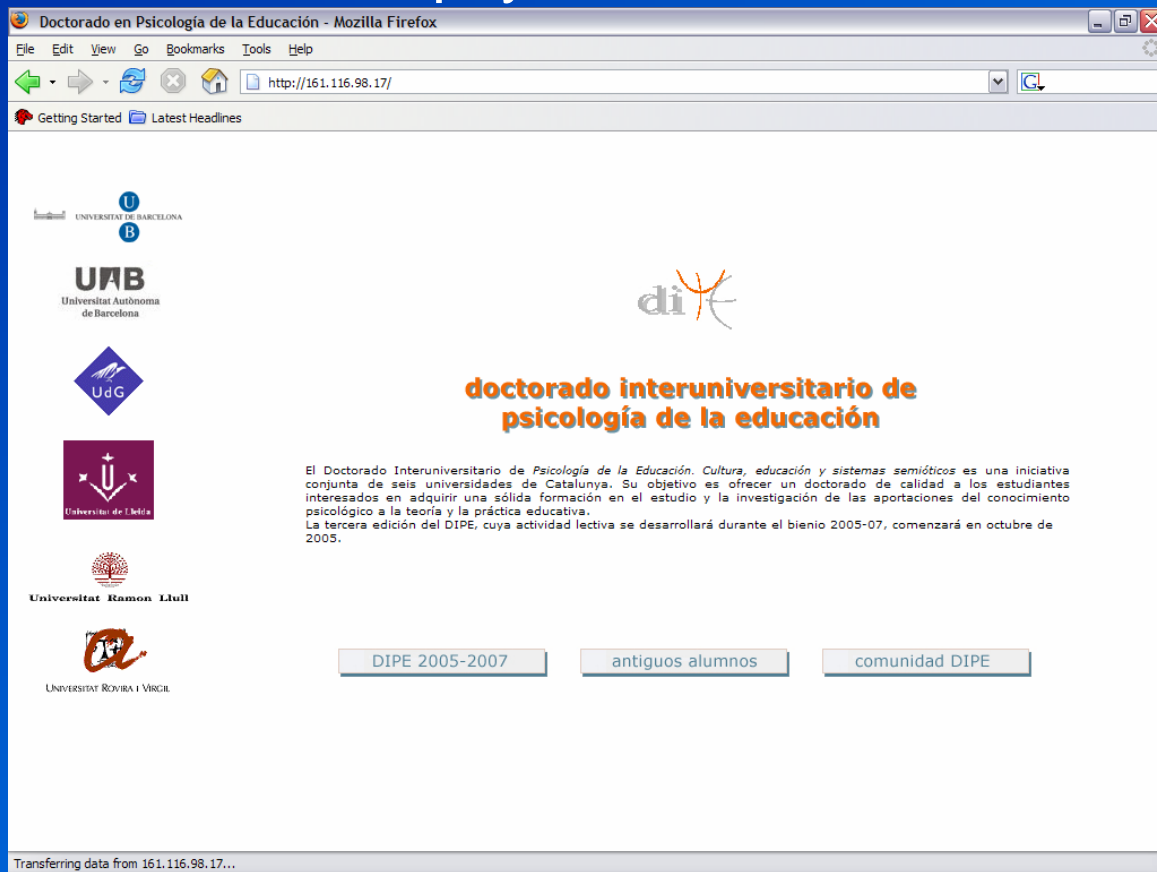 Doctorado en Psicología de la Educación - Mozilla Firefox
File Edit View Go Bookmarks Tools Help
http://161.116.98.17/
G
Getting Started Latest Headlines
U
UNIVERSITAT DE BARCELONA
B
UAB
Universitat Autònoma
de Barcelona
UdG
Universitat de Lleida
Universitat Ramon Llull
UNIVERSITAT ROVIRA I VIRGILI
di
doctorado interuniversitario de
psicología de la educación
El Doctorado Interuniversitario de Psicología de la Educación. Cultura, educación y sistemas semióticos es una iniciativa
conjunta de seis universidades de Catalunya. Su objetivo es ofrecer un doctorado de calidad a los estudiantes
interesados en adquirir una sólida formación en el estudio y la investigación de las aportaciones del conocimiento
psicológico a la teoría y la práctica educativa.
La tercera edición del DIPE, cuya actividad lectiva se desarrollará durante el bienio 2005-07, comenzará en octubre de
2005.
DIPE 2005-2007 antiguos alumnos comunidad DIPE
Transferring data from 161.116.98.17...